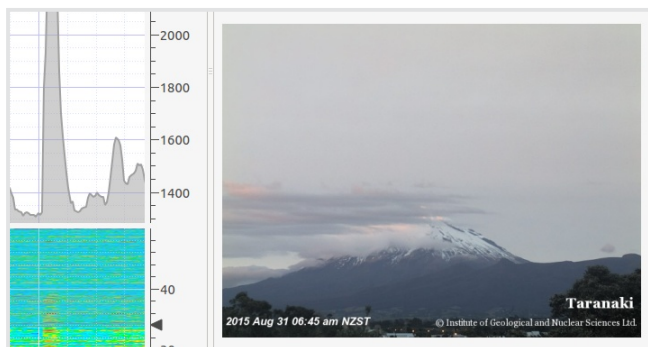 2000
1800
1600
1400
40
Taranaki
2015 Aug 31 06:45 am NZST
© Institute of Geological and Nuclear Sciences Ltd.